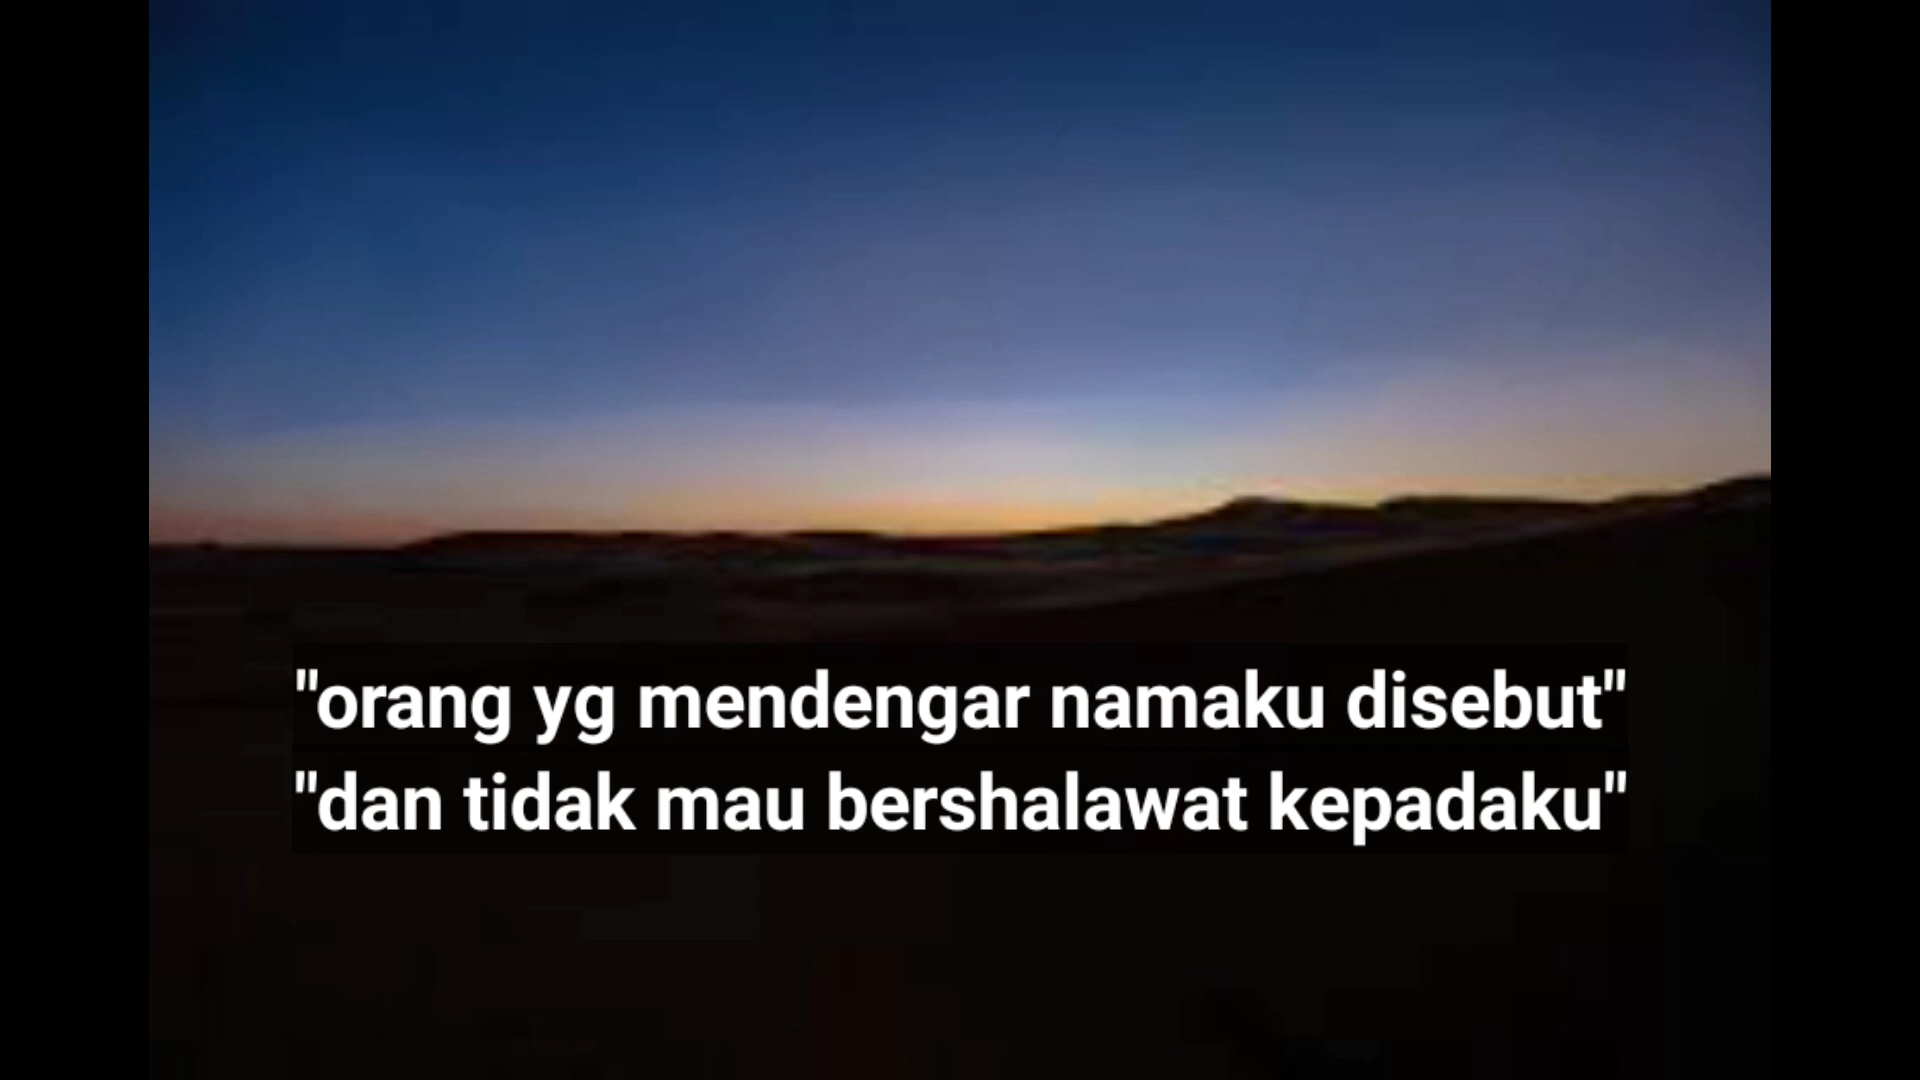 "orang yg mendengar namaku disebut"
"dan tidak mau bershalawat kepadaku"